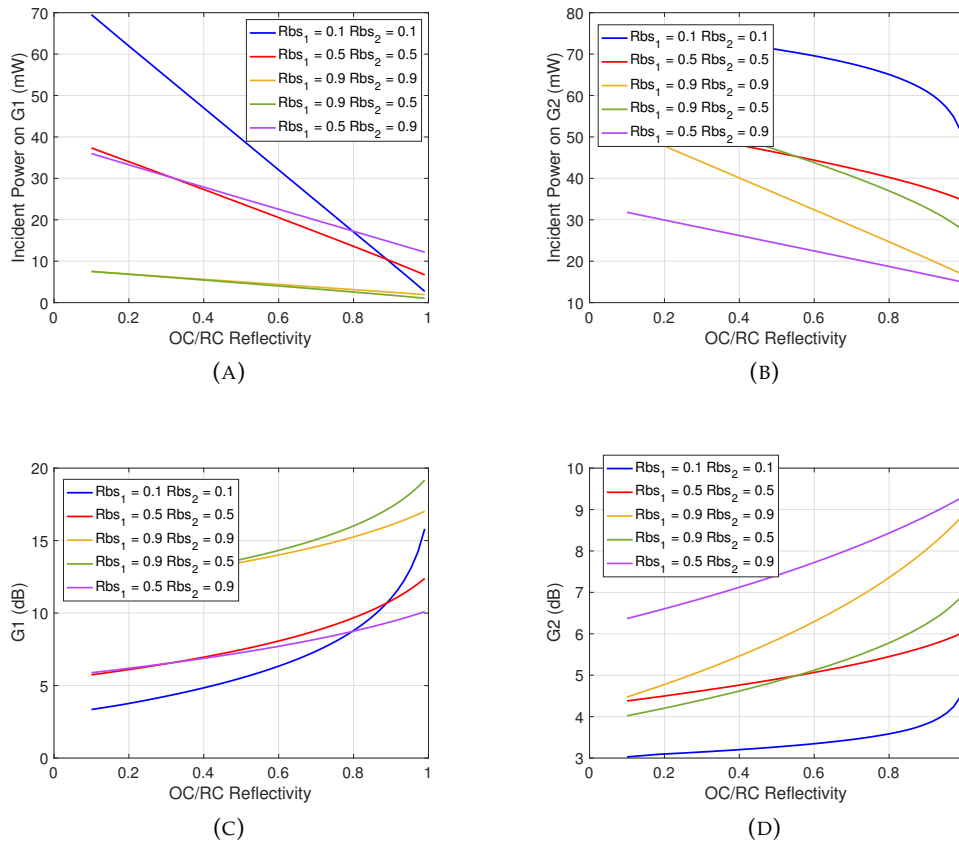 70
60
50
40
30
20
10
0
Incident Power on G1 (mW)
Rbs1 = 0.1 Rbs2 = 0.1
Rbs1 = 0.5 Rbs2 = 0.5
Rbs1 = 0.9 Rbs2 = 0.9
Rbs1 = 0.9 Rbs2 = 0.5
Rbs1 = 0.5 Rbs2 = 0.9
0 0.2 0.4 0.6 0.8 1
OC/RC Reflectivity
(A)
80
70
60
50
40
30
20
10
Incident Power on G2 (mW)
Rbs1 = 0.1 Rbs2 = 0.1
Rbs1 = 0.5 Rbs2 = 0.5
Rbs1 = 0.9 Rbs2 = 0.9
Rbs1 = 0.9 Rbs2 = 0.5
Rbs1 = 0.5 Rbs2 = 0.9
0 0.2 0.4 0.6 0.8
OC/RC Reflectivity
(B)
20
15
10
5
0
G1 (dB)
Rbs1 = 0.1 Rbs2 = 0.1
Rbs1 = 0.5 Rbs2 = 0.5
Rbs1 = 0.9 Rbs2 = 0.9
Rbs1 = 0.9 Rbs2 = 0.5
Rbs1 = 0.5 Rbs2 = 0.9
0 0.2 0.4 0.6 0.8 1
OC/RC Reflectivity
(C)
10
9
8
7
6
5
4
3
G2 (dB)
Rbs1 = 0.1 Rbs2 = 0.1
Rbs1 = 0.5 Rbs2 = 0.5
Rbs1 = 0.9 Rbs2 = 0.9
Rbs1 = 0.9 Rbs2 = 0.5
Rbs1 = 0.5 Rbs2 = 0.9
0 0.2 0.4 0.6 0.8
OC/RC Reflectivity
(D)